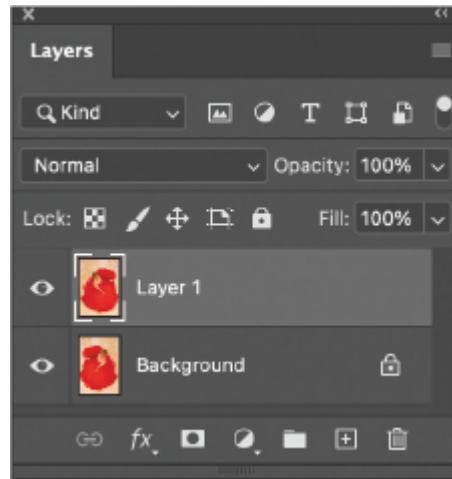 Layers
Kind
Normal Opacity: 100%
Lock: Fill: 100%
Layer 1
Background
fx